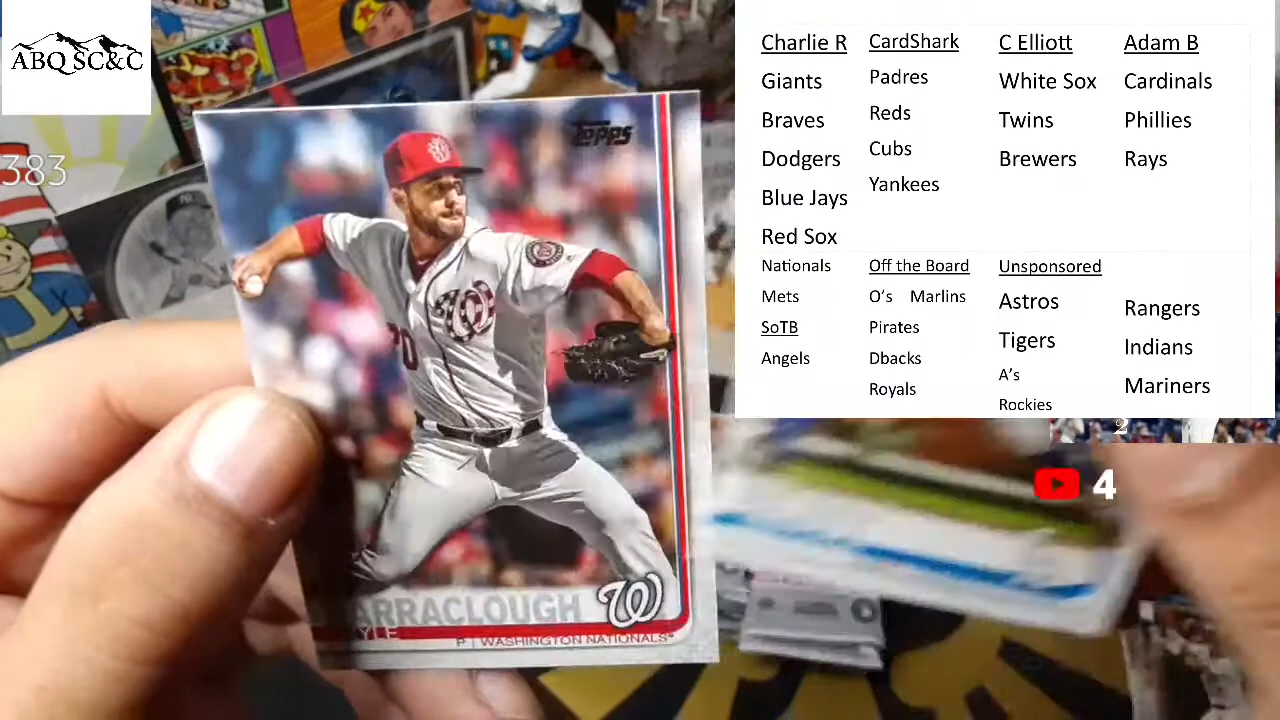 ABQ SC&C
383
Topps
ARRACLOUGH
YLE
P | WASHINGTON NATIONALS
W
Charlie R
Giants
Braves
Dodgers
Blue Jays
Red Sox
Nationals
Mets
SoTB
Angels
CardShark
Padres
Reds
Cubs
Yankees
Off the Board
O's Marlins
Pirates
Dbacks
Royals
C Elliott
White Sox
Twins
Brewers
Unsponsored
Astros
Tigers
A's
Rockies
Adam B
Cardinals
Phillies
Rays
Rangers
Indians
Mariners
2
4